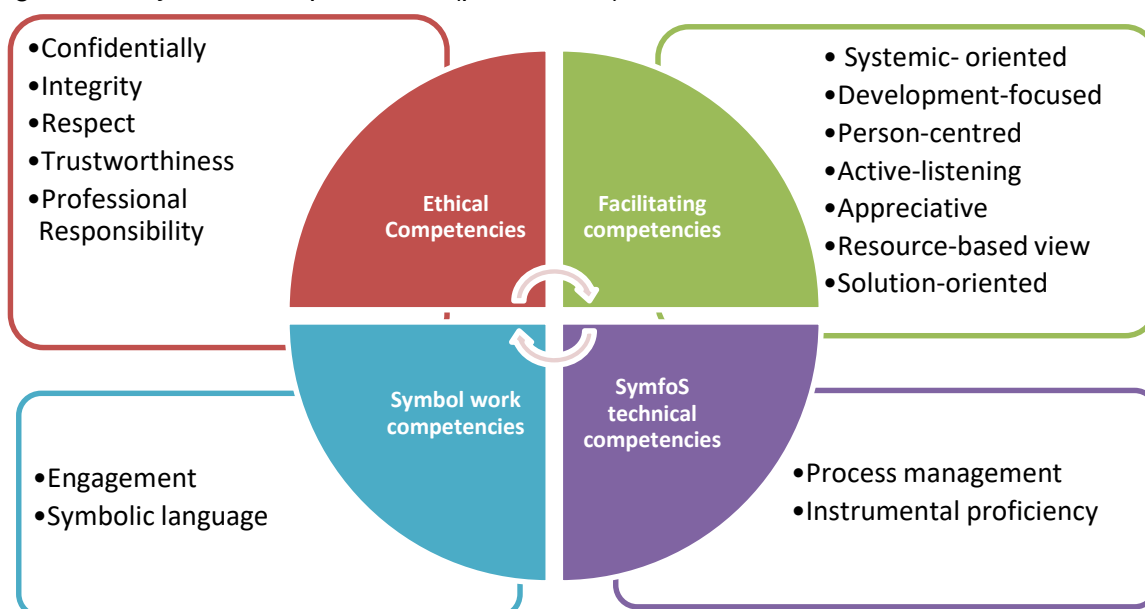 •Confidentially
•Integrity
•Respect
•Trustworthiness
•Professional
Responsibility
• Systemic- oriented
•Development-focused
•Person-centred
•Active-listening
•Appreciative
•Resource-based view
•Solution-oriented
Ethical
Competencies
Facilitating
competencies
Symbol work
competencies
SymfoS
technical
competencies
•Engagement
•Symbolic language
•Process management
•Instrumental proficiency